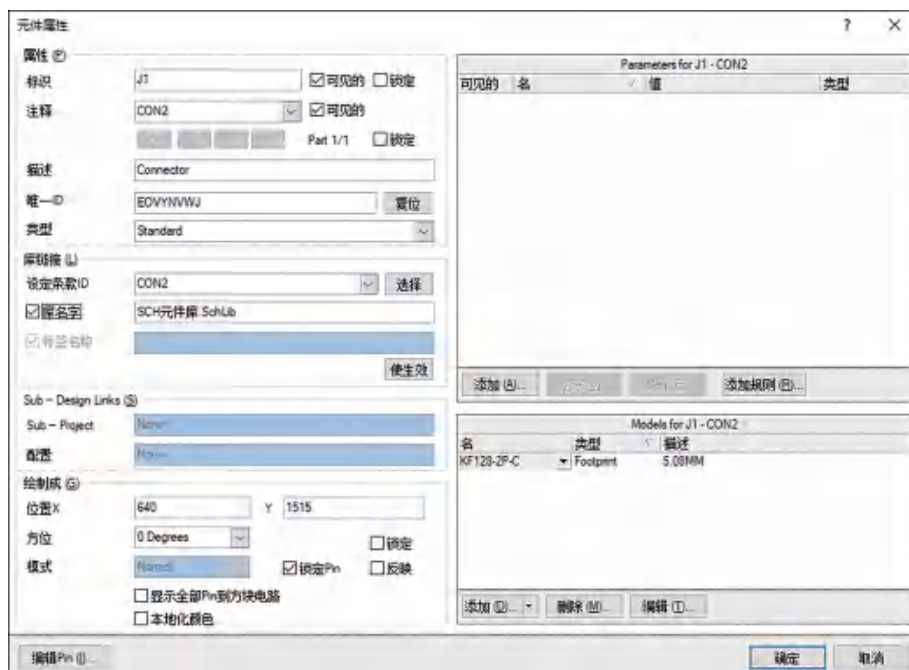 元件属性
? ×
属性 (P)
标识 J1 可见的 锁定
注释 CON2 可见的
Part 1/1 锁定
描述 Connector
唯一ID EOVYNVWJ 复位
类型 Standard
库链接 (L)
设定条款ID CON2 选择
库名字 SCH元件库.SchLib
标签名称
使生效
Sub - Design Links (S)
Sub - Project None
配置 None
绘制成 (G)
位置X 640 Y 1515
方位 0 Degrees 锁定
模式 Normal 锁定Pin 反映
显示全部Pin到方块电路
本地化颜色
编辑Pin (I)...
Parameters for J1 - CON2
可见的 名 值 类型
添加 (A)... 添加规则 (R)...
Models for J1 - CON2
名 类型 描述
KF128-2P-C Footprint 5.08MM
添加 (D)... 删除 (M)... 编辑 (T)...
确定 取消